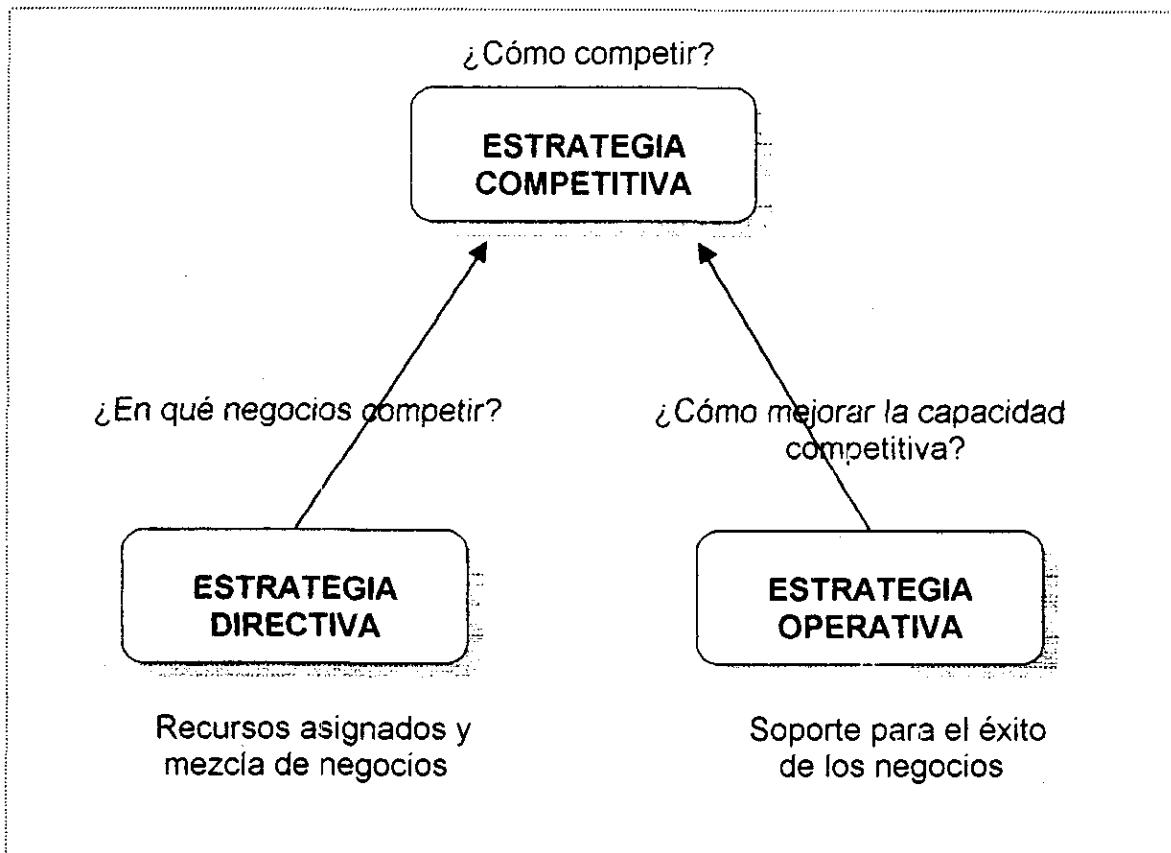 ¿Cómo competir?
ESTRATEGIA
COMPETITIVA
¿En qué negocios competir?
¿Cómo mejorar la capacidad
competitiva?
ESTRATEGIA
DIRECTIVA
ESTRATEGIA
OPERATIVA
Recursos asignados y
mezcla de negocios
Soporte para el éxito
de los negocios